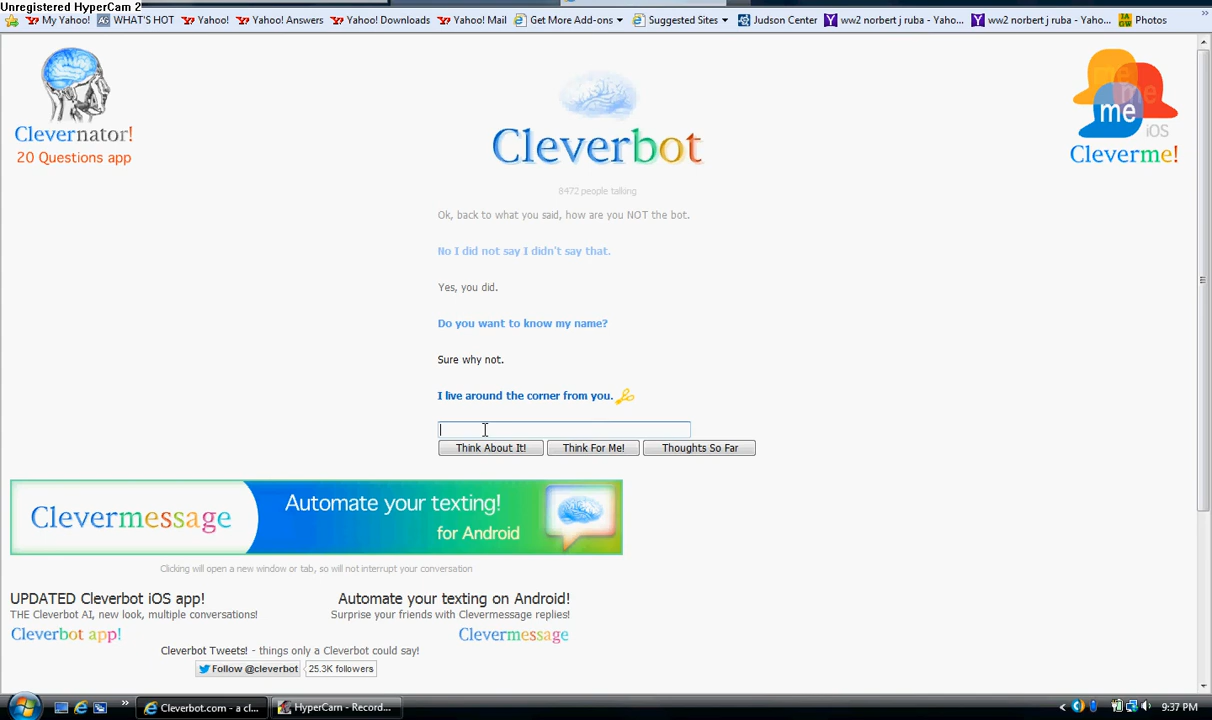 Unregistered HyperCam 2
My Yahoo! WHAT'S HOT Yahoo! Yahoo! Answers Yahoo! Downloads Yahoo! Mail Get More Add-ons Suggested Sites Judson Center ww2 norbert j ruba - Yahoo... ww2 norbert j ruba - Yaho... Photos
Clevernator!
20 Questions app
Cleverbot
me
me
me
iOS
Cleverme!
8472 people talking
Ok, back to what you said, how are you NOT the bot.
No I did not say I didn't say that.
Yes, you did.
Do you want to know my name?
Sure why not.
I live around the corner from you.
Think About It! Think For Me! Thoughts So Far
Clevermessage
Automate your texting!
for Android
Clicking will open a new window or tab, so will not interrupt your conversation
UPDATED Cleverbot iOS app!
THE Cleverbot AI, new look, multiple conversations!
Cleverbot app!
Automate your texting on Android!
Surprise your friends with Clevermessage replies!
Clevermessage
Cleverbot Tweets! - things only a Cleverbot could say!
Follow @cleverbot 25.3K followers
Cleverbot.com - a cl... HyperCam - Record... 9:37 PM